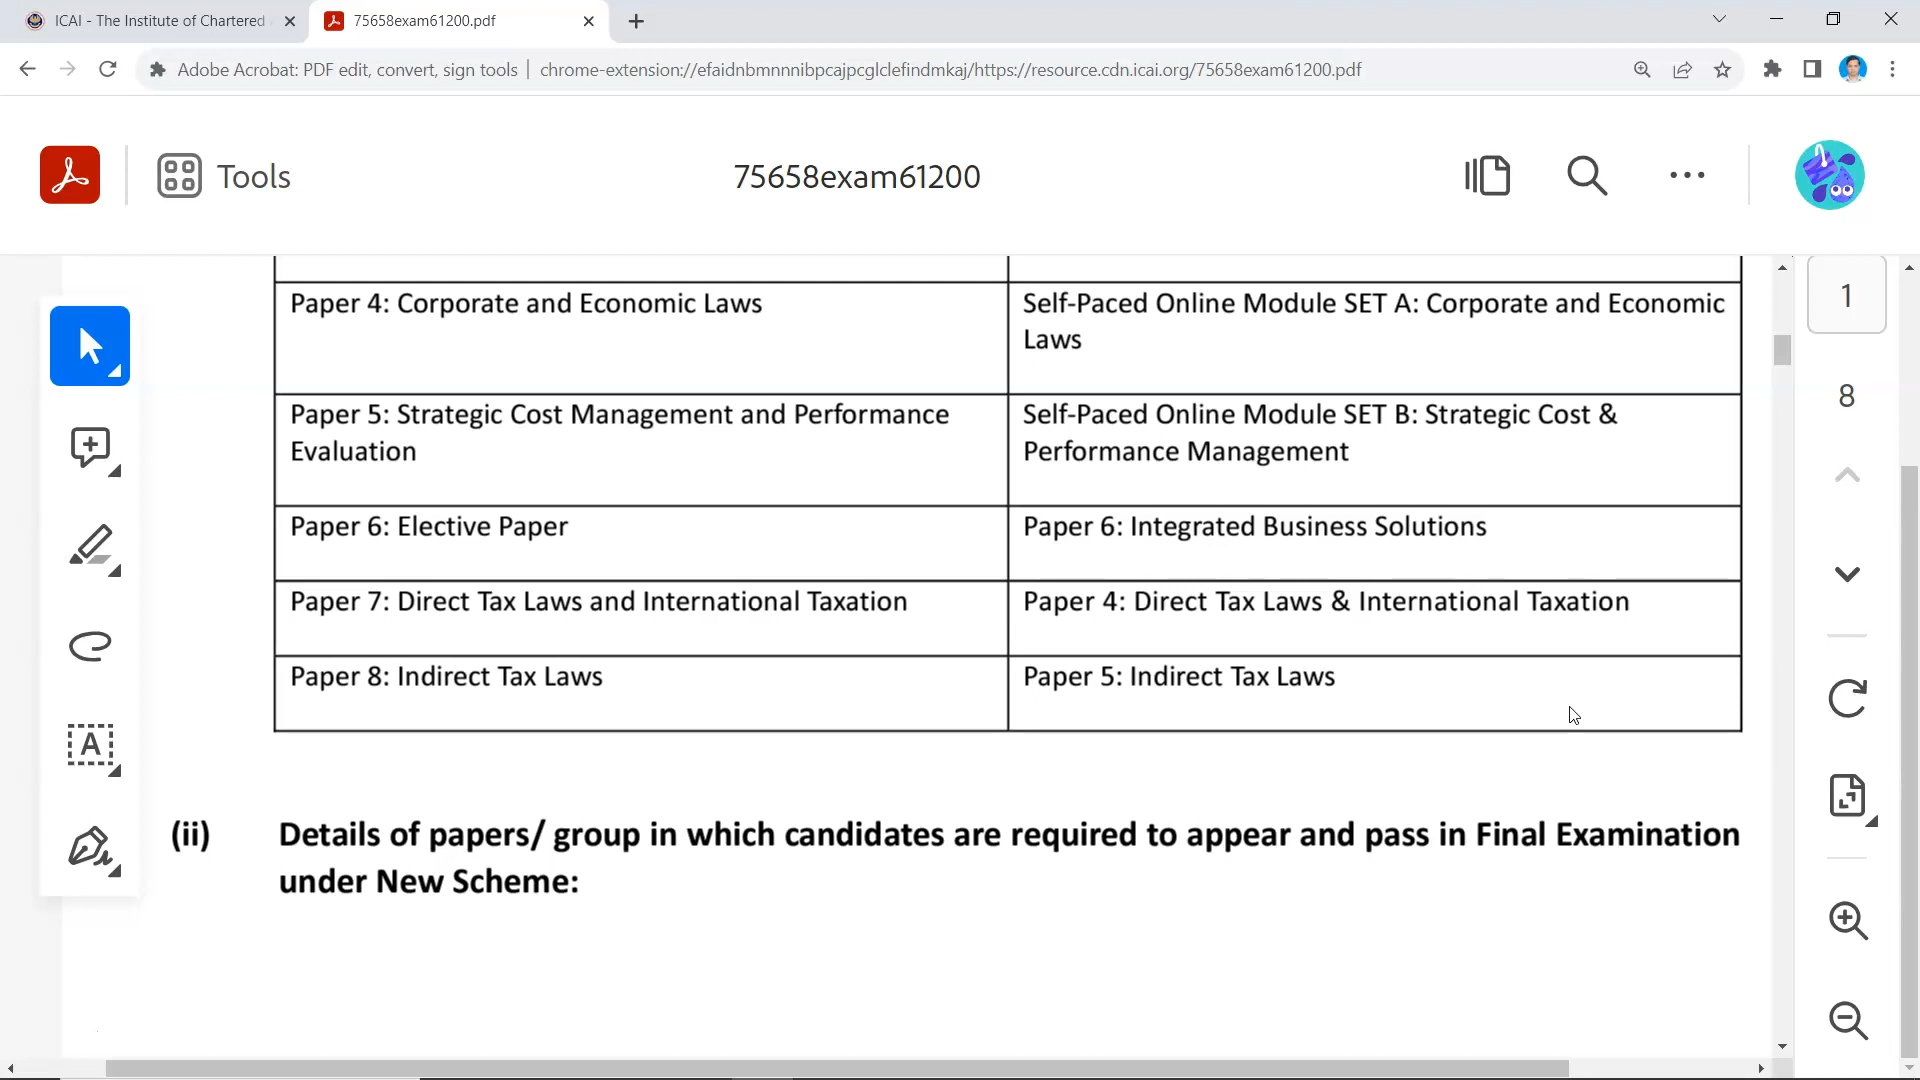 ICAI - The Institute of Chartered
75658exam61200.pdf
Adobe Acrobat: PDF edit, convert, sign tools | chrome-extension://efaidnbmnnnibpcajpcglclefindmkaj/https://resource.cdn.icai.org/75658exam61200.pdf
Tools
75658exam61200
Paper 4: Corporate and Economic Laws
Self-Paced Online Module SET A: Corporate and Economic
Laws
Paper 5: Strategic Cost Management and Performance
Evaluation
Self-Paced Online Module SET B: Strategic Cost &
Performance Management
Paper 6: Elective Paper
Paper 6: Integrated Business Solutions
Paper 7: Direct Tax Laws and International Taxation
Paper 4: Direct Tax Laws & International Taxation
Paper 8: Indirect Tax Laws
Paper 5: Indirect Tax Laws
(ii) Details of papers/ group in which candidates are required to appear and pass in Final Examination
under New Scheme:
1
8
A